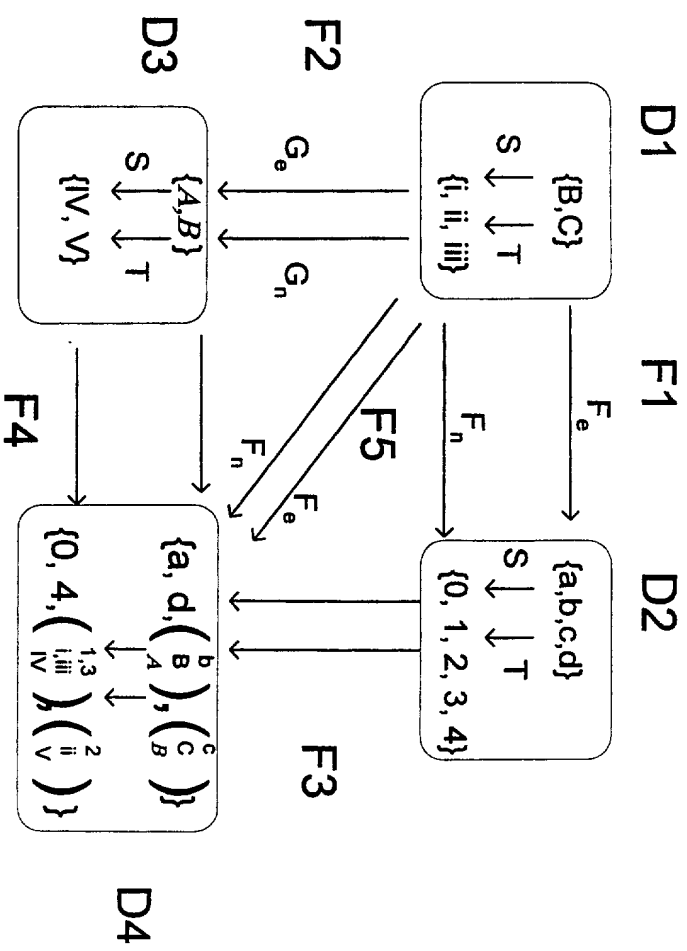 D1 F1 D2
{B,C} Fₑ {a,b,c,d}
S T S T
{i, ii, iii} Fₙ {0, 1, 2, 3, 4}
F5
F2 Gₑ Gₙ Fₙ Fₑ F3
D3
{A,B}
S T
{IV, V}
b c
{a, d, ( B ), ( C )}
A B
1,3 2
{0, 4, ( i,iii ), ( ii )}
IV V
F4 D4